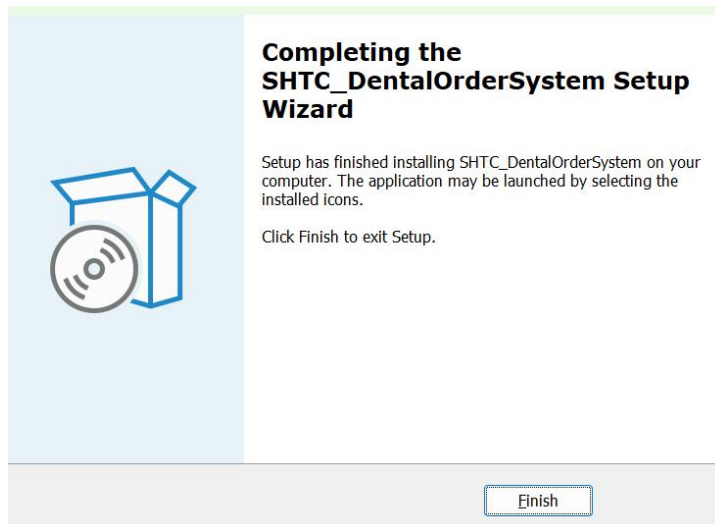 Completing the
SHTC_DentalOrderSystem Setup
Wizard
Setup has finished installing SHTC_DentalOrderSystem on your
computer. The application may be launched by selecting the
installed icons.
Click Finish to exit Setup.
Finish